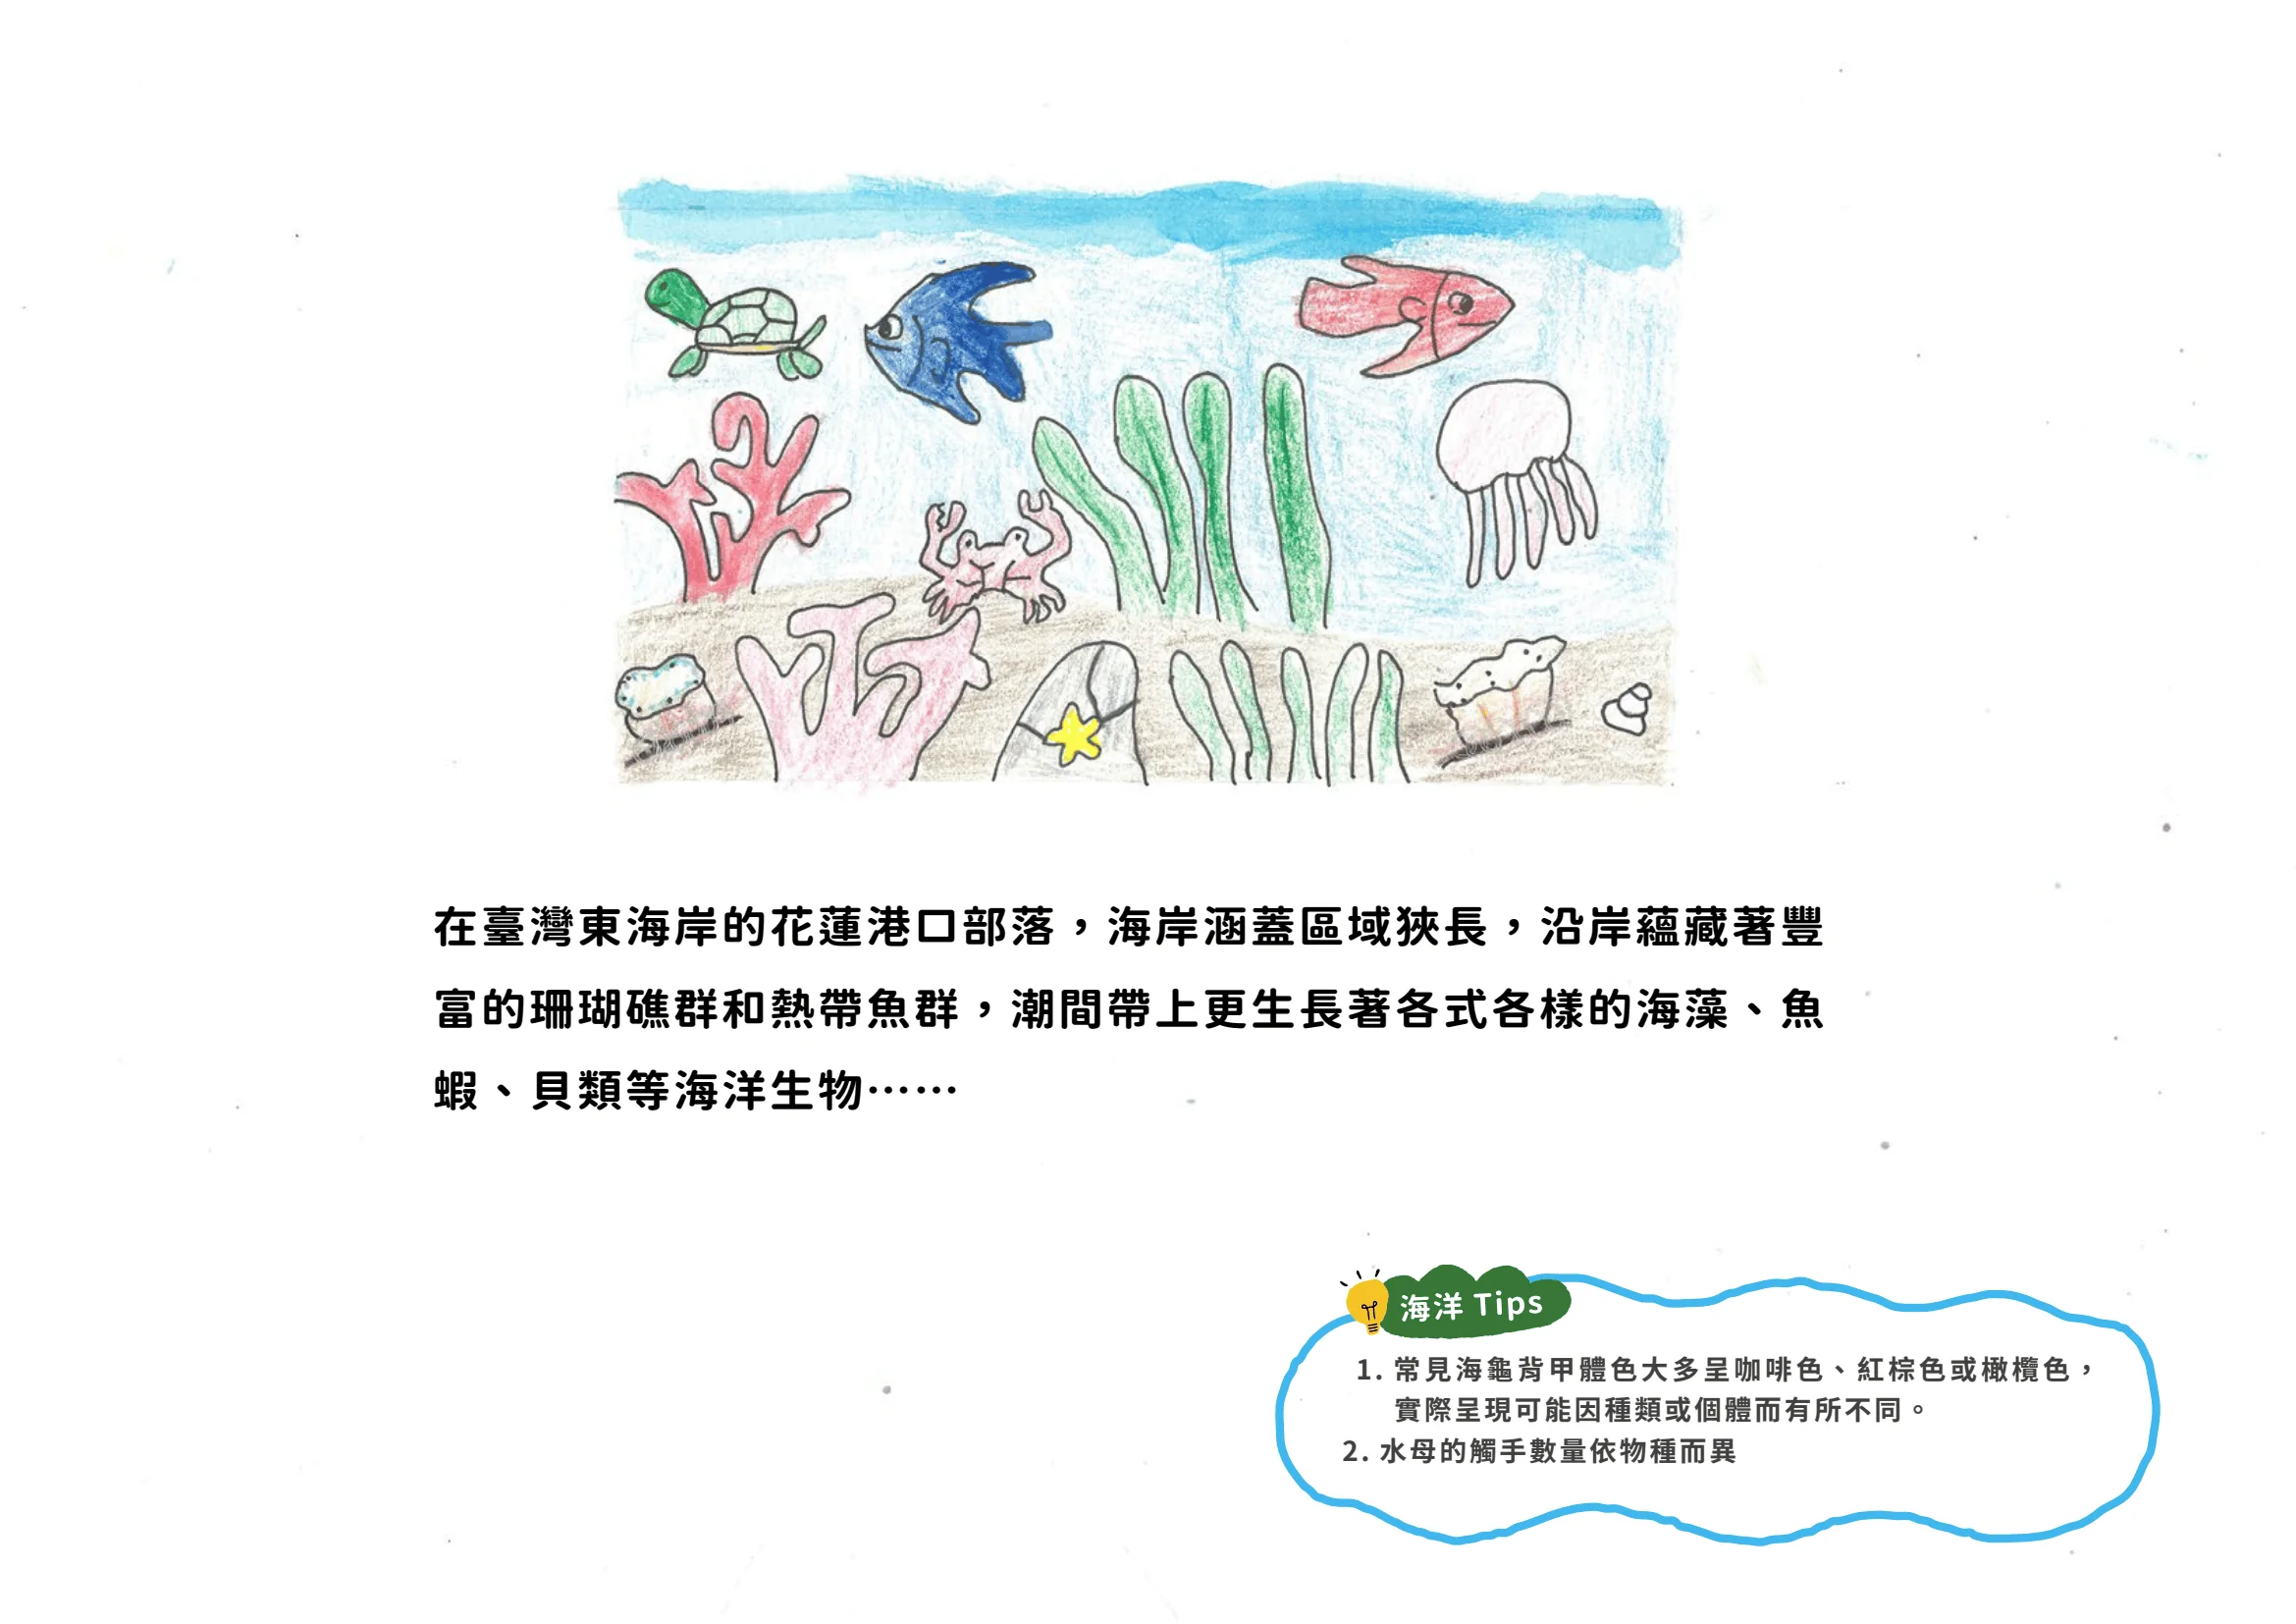 在臺灣東海岸的花蓮港口部落，海岸涵蓋區域狹長，沿岸蘊藏著豐
富的珊瑚礁群和熱帶魚群，潮間帶上更生長著各式各樣的海藻、魚
蝦、貝類等海洋生物……
海洋 Tips
1. 常見海龜背甲體色大多呈咖啡色、紅棕色或橄欖色，
實際呈現可能因種類或個體而有所不同。
2. 水母的觸手數量依物種而異